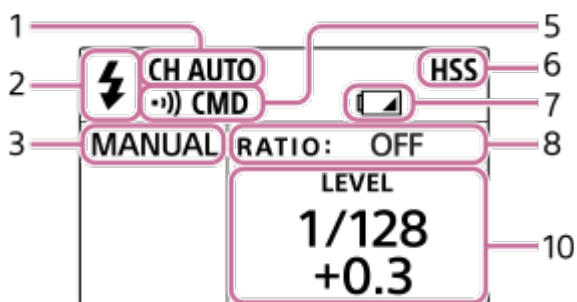 1
5
2
CH AUTO
HSS
6
CMD
7
3
MANUAL
RATIO: OFF
8
LEVEL
1/128
+0.3
10